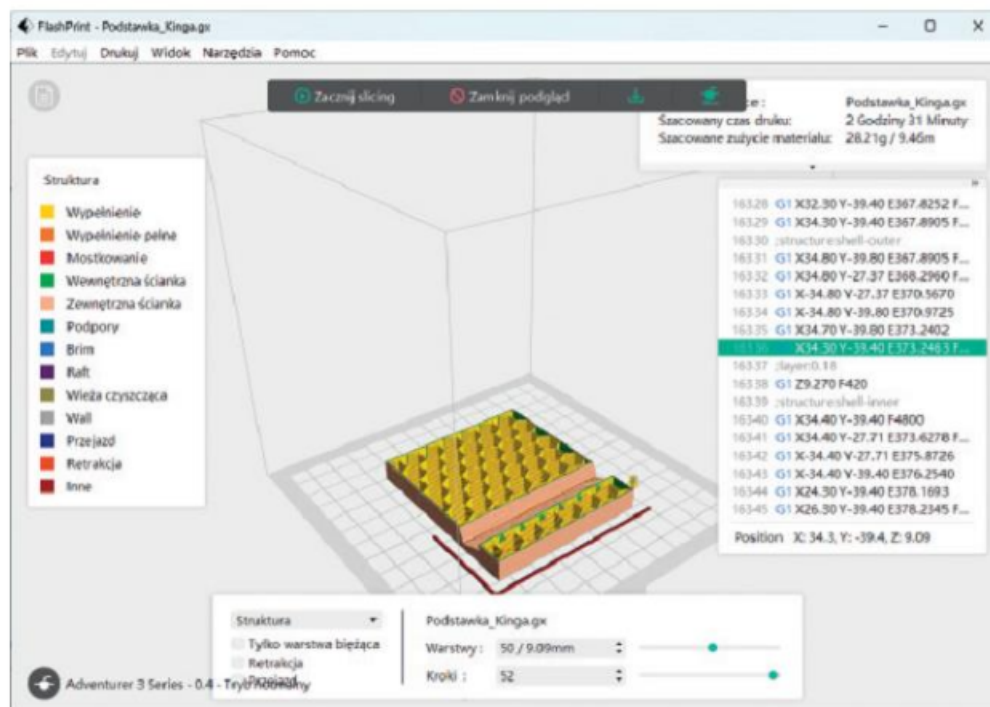 FlashPrint - Podstawka_Kinga.gx
Plik Edytuj Drukuj Widok Narzędzia Pomoc
Zacznij slicing Zamknij podgląd
Podstawka_Kinga.gx
Szacowany czas druku: 2 Godziny 31 Minuty
Szacowane zużycie materialu: 28.21g / 9.46m
Struktura
Wypełnienie
Wypełnienie pełne
Mostkowanie
Wewnętrzna ścianka
Zewnętrzna ścianka
Podpory
Brim
Raft
Wieża czyszcząca
Wall
Przejazd
Retrakcja
Inne
16328 G1 X32.30 Y-39.40 E367.8252 F...
16329 G1 X34.30 Y-39.40 E367.8905 F...
16330 ;structure:shell-outer
16331 G1 X34.80 Y-39.80 E367.8905 F...
16332 G1 X34.80 Y-27.37 E368.2960 F...
16333 G1 X-34.80 Y-27.37 E370.5670
16334 G1 X-34.80 Y-39.80 E370.9725
16335 G1 X34.70 Y-39.80 E373.2402
16336 X34.30 Y-39.40 E373.2463 F...
16337 ;layer:0.18
16338 G1 Z9.270 F420
16339 ;structure:shell-inner
16340 G1 X34.40 Y-39.40 F4800
16341 G1 X34.40 Y-27.71 E373.6278 F...
16342 G1 X-34.40 Y-27.71 E375.8726
16343 G1 X-34.40 Y-39.40 E376.2540
16344 G1 X24.30 Y-39.40 E378.1693
16345 G1 X26.30 Y-39.40 E378.2345 F...
Position X: 34.3, Y: -39.4, Z: 9.09
Struktura
Tylko warstwa bieżąca
Retrakcja
Przejazd
Podstawka_Kinga.gx
Warstwy: 50 / 9.09mm
Kroki : 52
Adventurer 3 Series - 0.4 - Tryb normalny